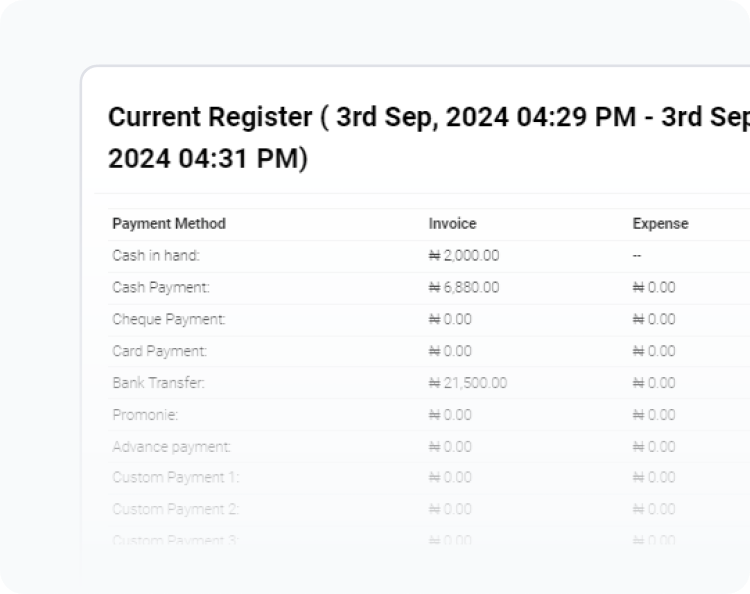 Current Register ( 3rd Sep, 2024 04:29 PM - 3rd Sep
2024 04:31 PM)
Payment Method Invoice Expense
Cash in hand: ₦ 2,000.00 --
Cash Payment: ₦ 6,880.00 ₦ 0.00
Cheque Payment: ₦ 0.00 ₦ 0.00
Card Payment: ₦ 0.00 ₦ 0.00
Bank Transfer: ₦ 21,500.00 ₦ 0.00
Promonie: ₦ 0.00 ₦ 0.00
Advance payment: ₦ 0.00 ₦ 0.00
Custom Payment 1: ₦ 0.00 ₦ 0.00
Custom Payment 2: ₦ 0.00 ₦ 0.00
Custom Payment 3: ₦ 0.00 ₦ 0.00